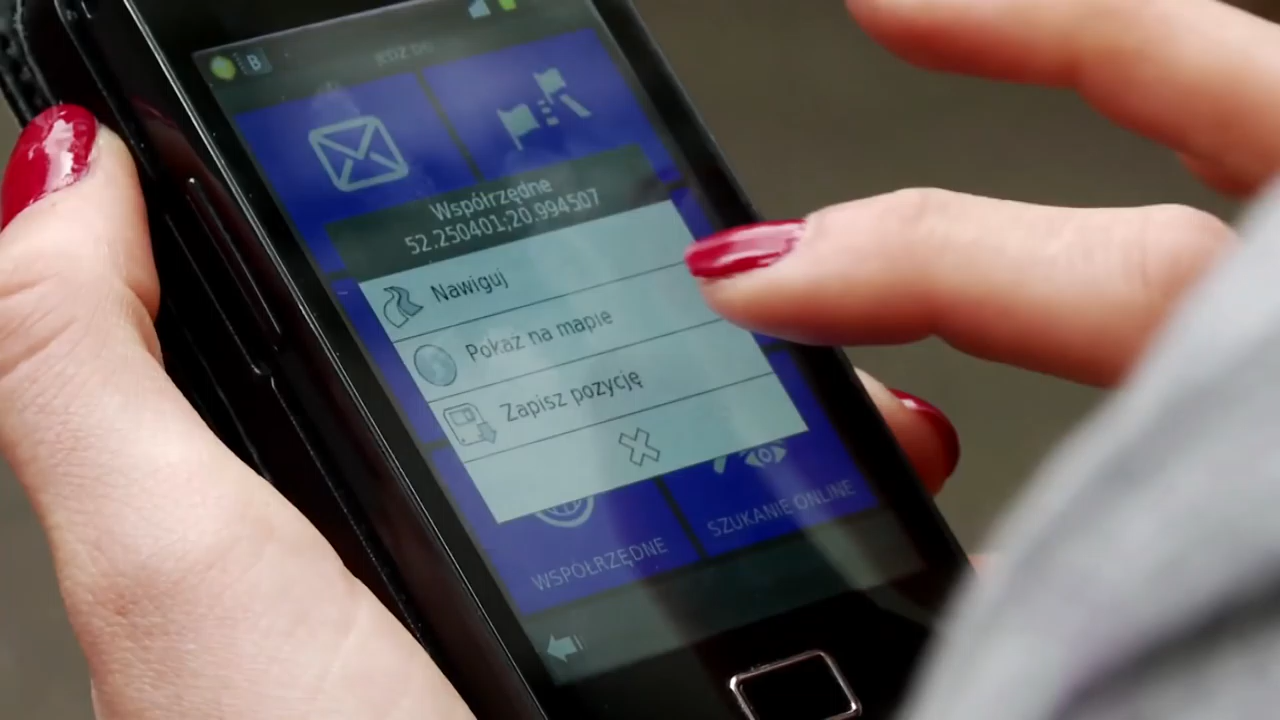 B
Współrzędne
52.250401;20.994507
Nawiguj
Pokaż na mapie
Zapisz pozycję
WSPÓŁRZĘDNE
SZUKANIE ONLINE